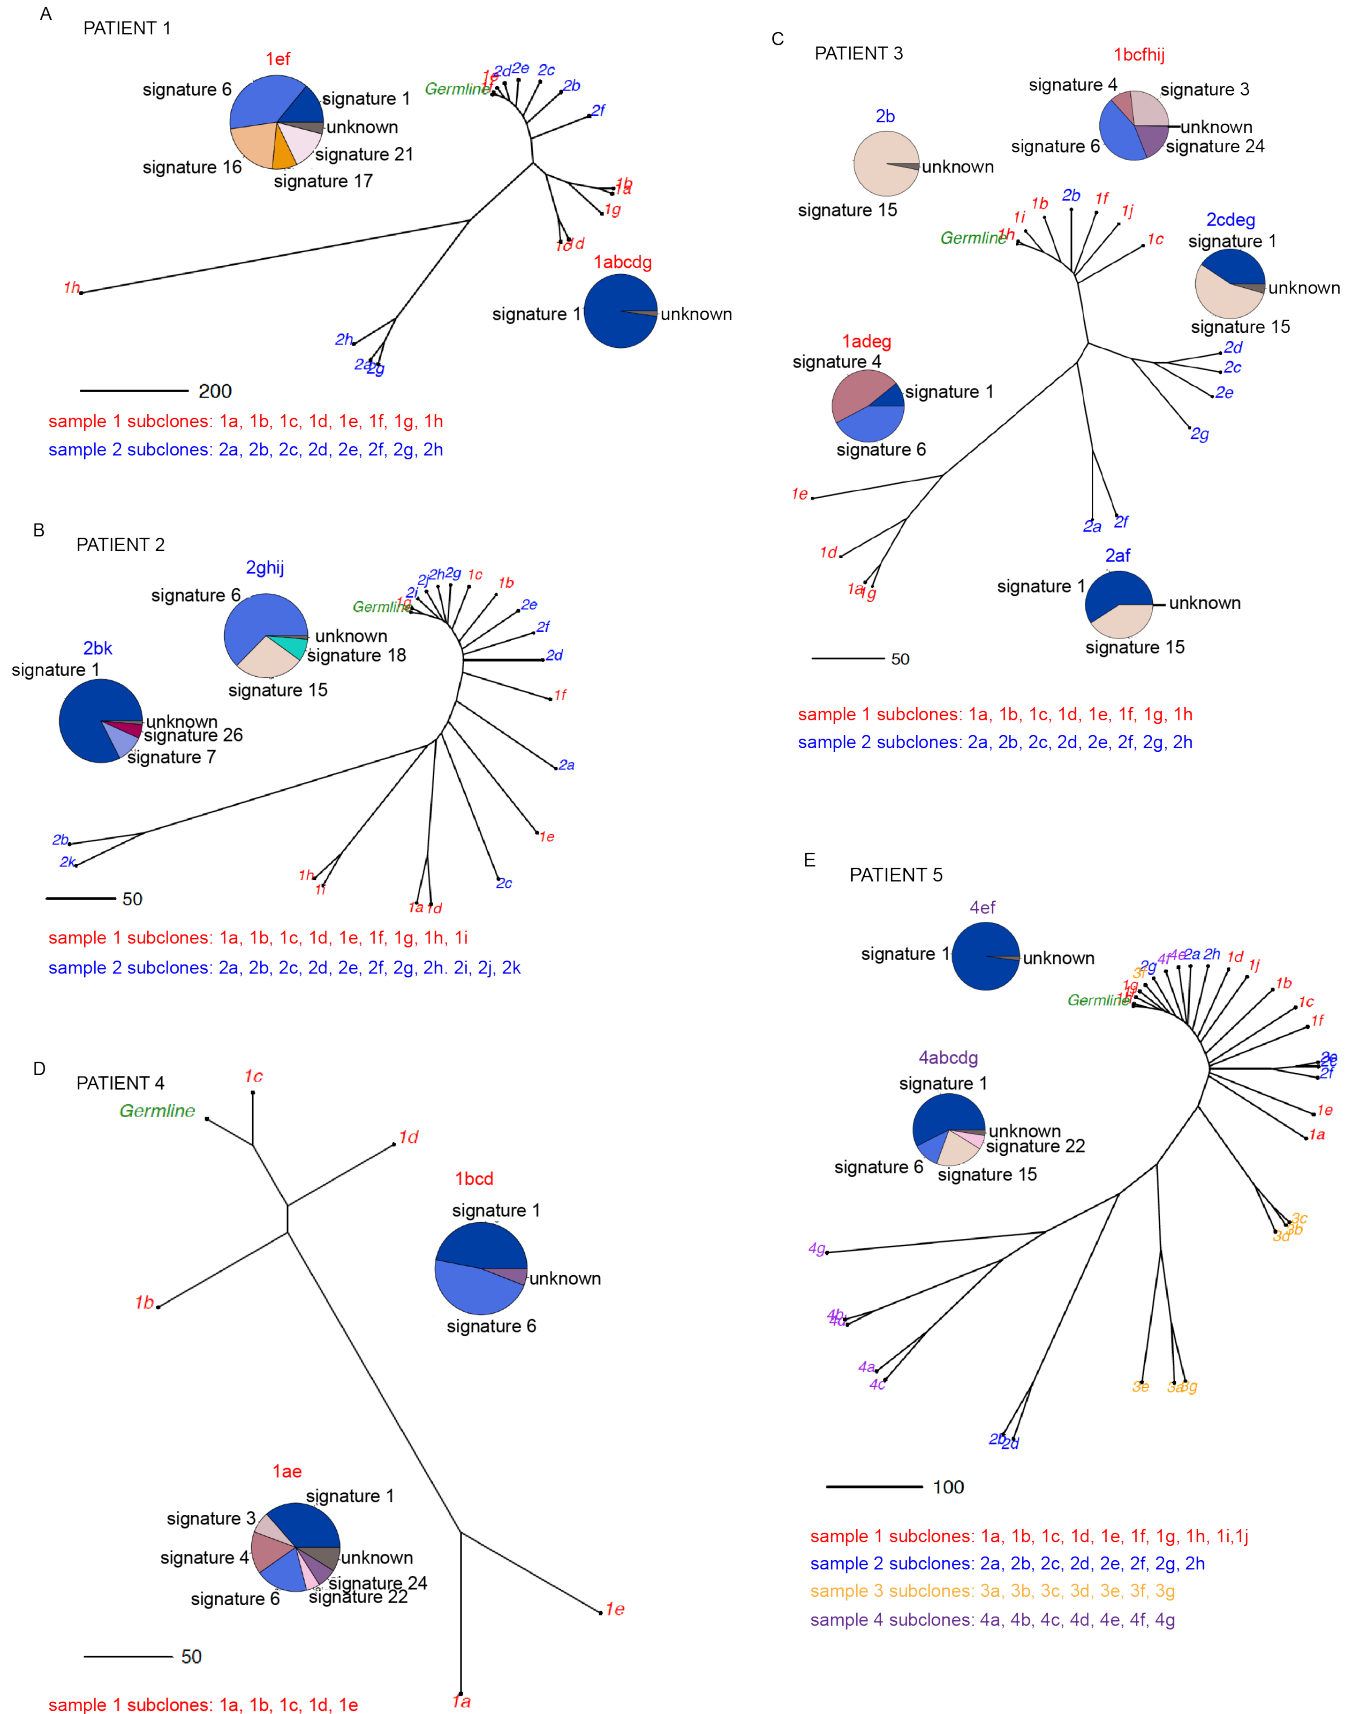 A
PATIENT 1
1ef
signature 6
signature 1
unknown
signature 21
signature 16
signature 17
Germline
1e
1f
2d
2e
2c
2b
2f
1b
1a
1g
1c
1d
1h
2h
2a
2g
1abcdg
signature 1
unknown
200
sample 1 subclones: 1a, 1b, 1c, 1d, 1e, 1f, 1g, 1h
sample 2 subclones: 2a, 2b, 2c, 2d, 2e, 2f, 2g, 2h
B
PATIENT 2
2ghij
signature 6
unknown
signature 18
signature 15
2bk
signature 1
unknown
signature 26
signature 7
Germline
1g
2i
2j
2h
2g
1c
1b
2e
2f
2d
1f
2a
1e
2c
1a
1d
1h
1i
2b
2k
50
sample 1 subclones: 1a, 1b, 1c, 1d, 1e, 1f, 1g, 1h, 1i
sample 2 subclones: 2a, 2b, 2c, 2d, 2e, 2f, 2g, 2h. 2i, 2j, 2k
C
PATIENT 3
1bcfhij
signature 4
signature 3
unknown
signature 6
signature 24
2b
unknown
signature 15
Germline
1h
1i
1b
2b
1f
1j
1c
2cdeg
signature 1
unknown
signature 15
1adeg
signature 4
signature 1
signature 6
2d
2c
2e
2g
1e
1d
1a
1g
2a
2f
2af
signature 1
unknown
signature 15
50
sample 1 subclones: 1a, 1b, 1c, 1d, 1e, 1f, 1g, 1h
sample 2 subclones: 2a, 2b, 2c, 2d, 2e, 2f, 2g, 2h
D
PATIENT 4
1c
Germline
1d
1bcd
signature 1
unknown
signature 6
1b
1ae
signature 1
signature 3
signature 4
unknown
signature 24
signature 6
signature 22
1e
1a
50
sample 1 subclones: 1a, 1b, 1c, 1d, 1e
E
PATIENT 5
4ef
signature 1
unknown
4abcdg
signature 1
unknown
signature 22
signature 6
signature 15
Germline
1g
3f
2g
4f
4e
2a
2h
1d
1j
1b
1c
1f
2f
1e
1a
3c
3b
3d
4g
4b
4d
4a
4c
2b
2d
3e
3a
3g
100
sample 1 subclones: 1a, 1b, 1c, 1d, 1e, 1f, 1g, 1h, 1i,1j
sample 2 subclones: 2a, 2b, 2c, 2d, 2e, 2f, 2g, 2h
sample 3 subclones: 3a, 3b, 3c, 3d, 3e, 3f, 3g
sample 4 subclones: 4a, 4b, 4c, 4d, 4e, 4f, 4g